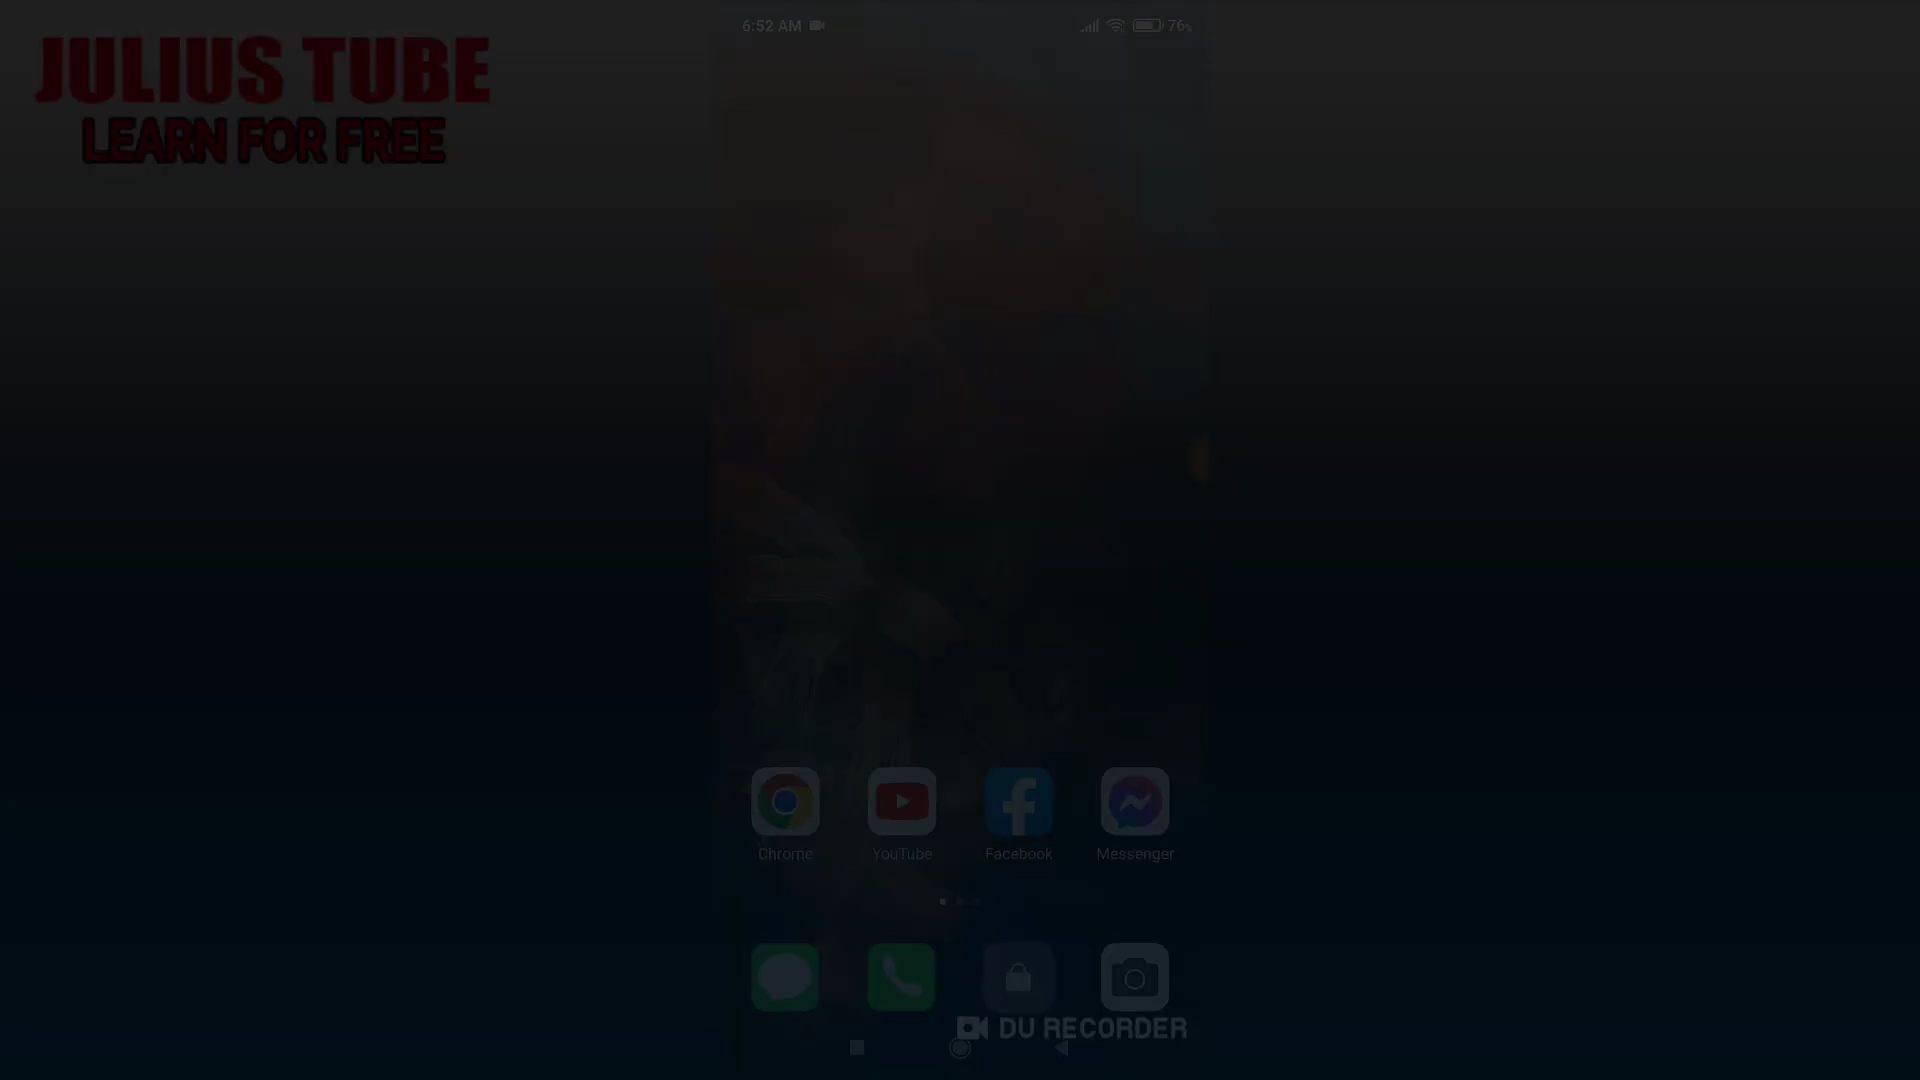 JULIUS TUBE
LEARN FOR FREE
6:52 AM
76%
Chrome
YouTube
Facebook
Messenger
DU RECORDER